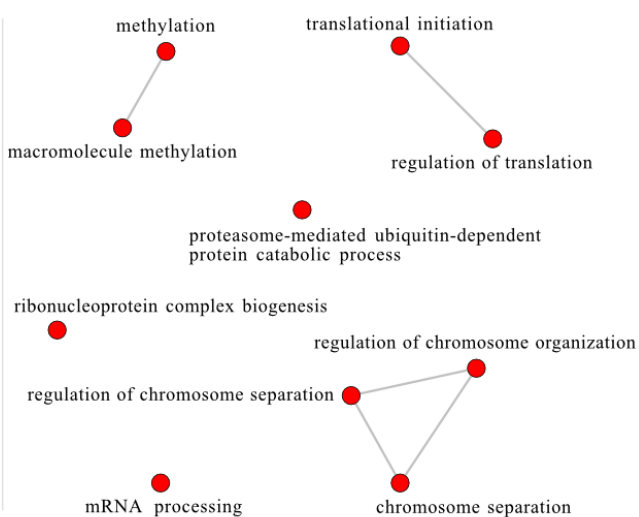 methylation
translational initiation
macromolecule methylation
regulation of translation
proteasome-mediated ubiquitin-dependent
protein catabolic process
ribonucleoprotein complex biogenesis
regulation of chromosome organization
regulation of chromosome separation
mRNA processing
chromosome separation